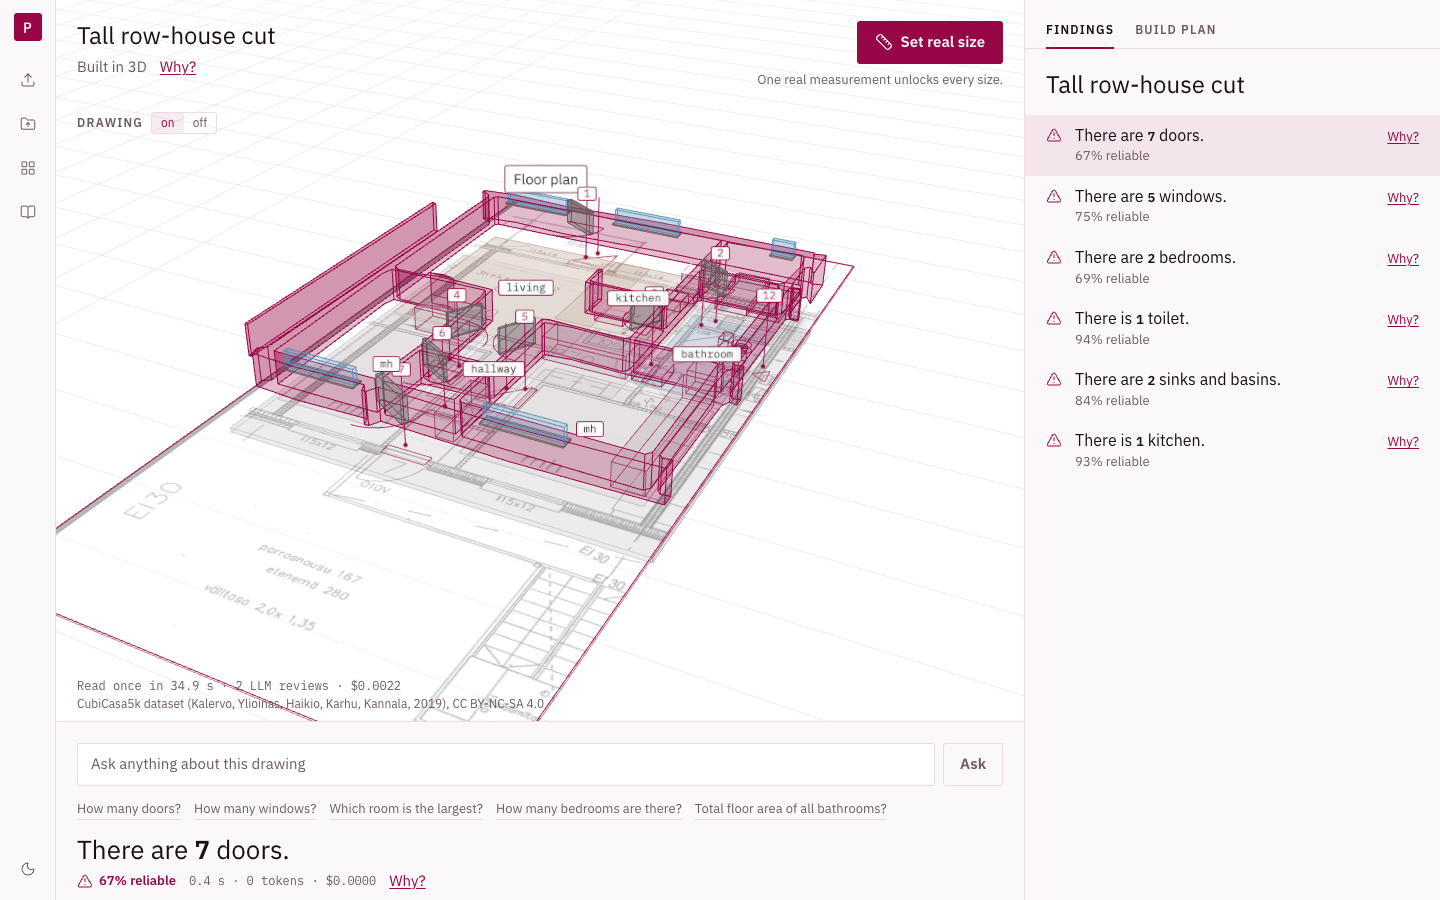 P
Tall row-house cut
Built in 3D Why?
Set real size
One real measurement unlocks every size.
DRAWING on off
Floor plan
1
2
living
kitchen
4
12
5
6
bathroom
mh
7
hallway
mh
115x12
D10V
115x12
EI30
EI 30
EI 30
porrasnousu 167
etenemä 280
välitaso 2,0x 1,35
Read once in 34.9 s · 2 LLM reviews · $0.0022
CubiCasa5k dataset (Kalervo, Ylioinas, Haikio, Karhu, Kannala, 2019), CC BY-NC-SA 4.0
Ask anything about this drawing
Ask
How many doors? How many windows? Which room is the largest? How many bedrooms are there? Total floor area of all bathrooms?
There are 7 doors.
67% reliable 0.4 s · 0 tokens · $0.0000 Why?
FINDINGS BUILD PLAN
Tall row-house cut
There are 7 doors. Why?
67% reliable
There are 5 windows. Why?
75% reliable
There are 2 bedrooms. Why?
69% reliable
There is 1 toilet. Why?
94% reliable
There are 2 sinks and basins. Why?
84% reliable
There is 1 kitchen. Why?
93% reliable